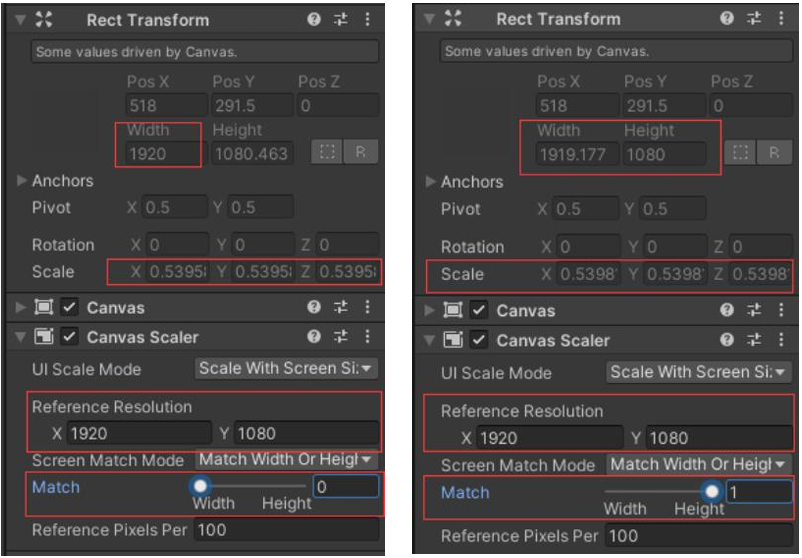 Rect Transform
Some values driven by Canvas.
Pos X Pos Y Pos Z
518 291.5 0
Width Height
1920 1080.463 R
Anchors
Pivot X 0.5 Y 0.5
Rotation X 0 Y 0 Z 0
Scale X 0.5395 Y 0.5395 Z 0.5395
Canvas
Canvas Scaler
UI Scale Mode Scale With Screen Si
Reference Resolution
X 1920 Y 1080
Screen Match Mode Match Width Or Heigl
Match 0
Width Height
Reference Pixels Per 100
Rect Transform
Some values driven by Canvas.
Pos X Pos Y Pos Z
518 291.5 0
Width Height
1919.177 1080 R
Anchors
Pivot X 0.5 Y 0.5
Rotation X 0 Y 0 Z 0
Scale X 0.5398 Y 0.5398 Z 0.5398
Canvas
Canvas Scaler
UI Scale Mode Scale With Screen Si
Reference Resolution
X 1920 Y 1080
Screen Match Mode Match Width Or Heigl
Match 1
Width Height
Reference Pixels Per 100